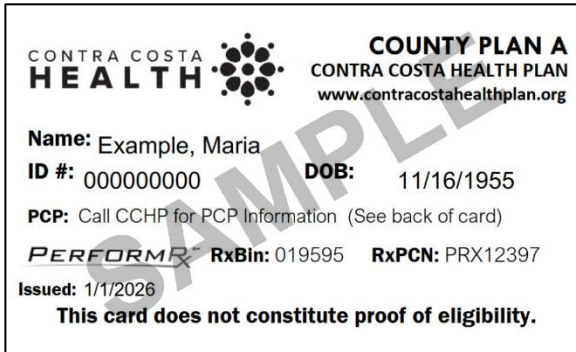 CONTRA COSTA
HEALTH
COUNTY PLAN A
CONTRA COSTA HEALTH PLAN
www.contracostahealthplan.org
SAMPLE
Name: Example, Maria
ID #: 000000000 DOB: 11/16/1955
PCP: Call CCHP for PCP Information (See back of card)
PERFORMRx RxBin: 019595 RxPCN: PRX12397
Issued: 1/1/2026
This card does not constitute proof of eligibility.